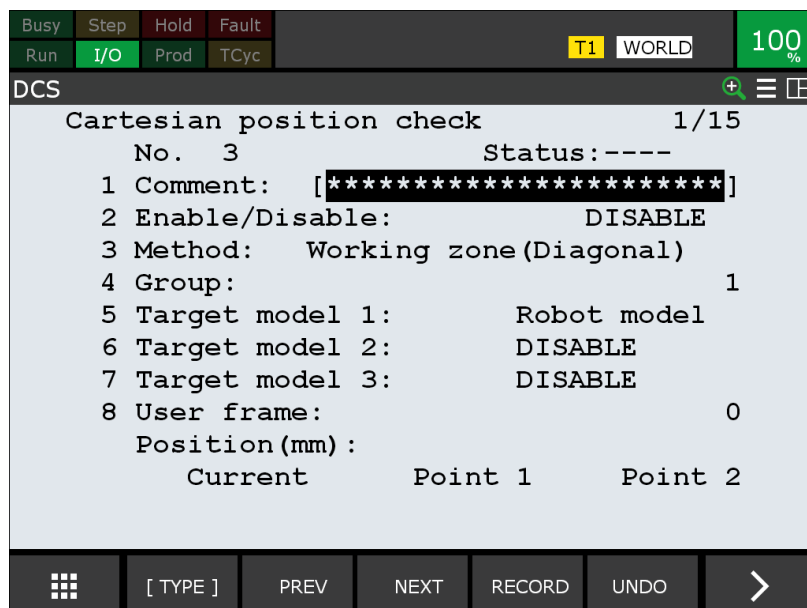 Busy Step Hold Fault
Run I/O Prod TCyc T1 WORLD 100 %
DCS
Cartesian position check 1/15
No. 3 Status:----
1 Comment: [***********************]
2 Enable/Disable: DISABLE
3 Method: Working zone(Diagonal)
4 Group: 1
5 Target model 1: Robot model
6 Target model 2: DISABLE
7 Target model 3: DISABLE
8 User frame: 0
Position(mm):
Current Point 1 Point 2
[ TYPE ] PREV NEXT RECORD UNDO